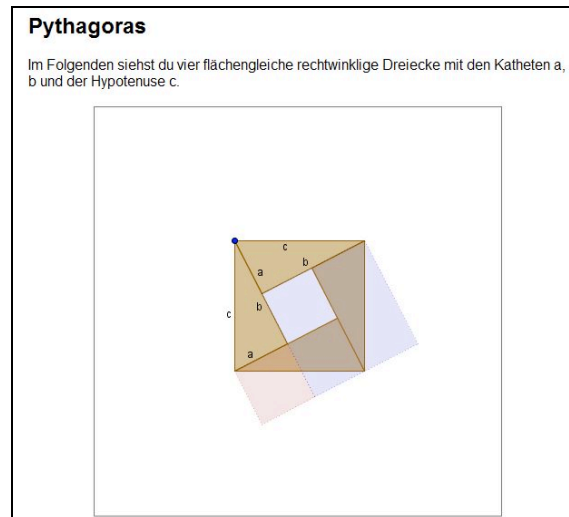 Pythagoras
Im Folgenden siehst du vier flächengleiche rechtwinklige Dreiecke mit den Katheten a,
b und der Hypotenuse c.
c
a
b
b
c
a